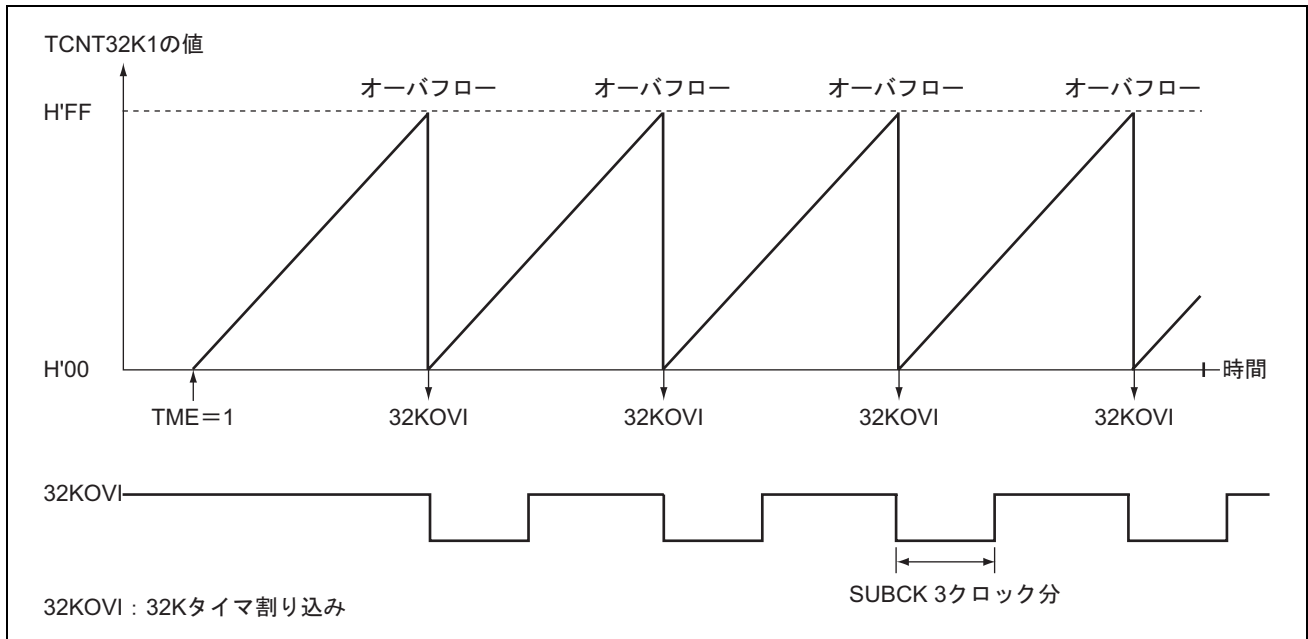 TCNT32K1の値
オーバフロー オーバフロー オーバフロー オーバフロー
H'FF
H'00
時間
TME＝1 32KOVI 32KOVI 32KOVI 32KOVI
32KOVI
SUBCK 3クロック分
32KOVI：32Kタイマ割り込み